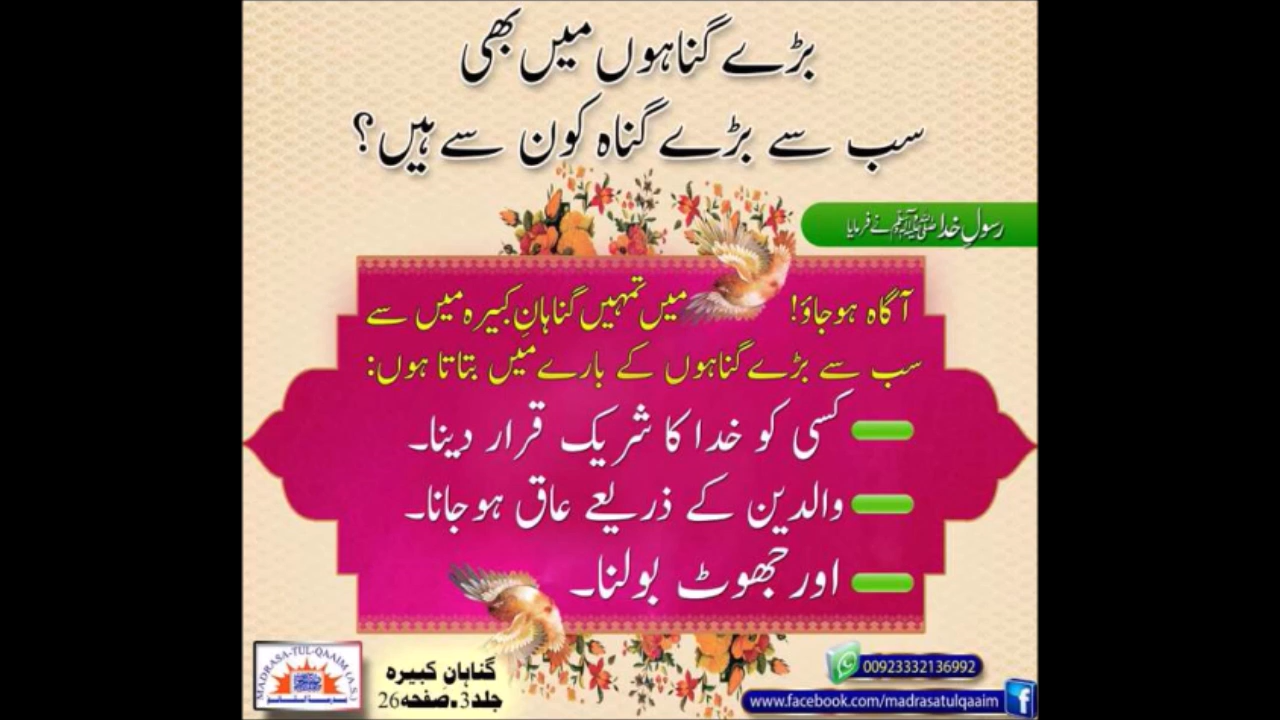 بڑے گناہوں میں بھی
سب سے بڑے گناہ کون سے ہیں؟
رسولِ خدا صلی اللہ علیہ وآلہ وسلم نے فرمایا
آگاہ ہوجاؤ! میں تمہیں گناہانِ کبیرہ میں سے
سب سے بڑے گناہوں کے بارے میں بتاتا ہوں:
کسی کو خدا کا شریک قرار دینا۔
والدین کے ذریعے عاق ہوجانا۔
اور جھوٹ بولنا۔
MADRASA-TUL-QAAIM (A.S.)
گناہانِ کبیرہ
جلد3۔صفحہ26
00923332136992
www.facebook.com/madrasatulqaaim